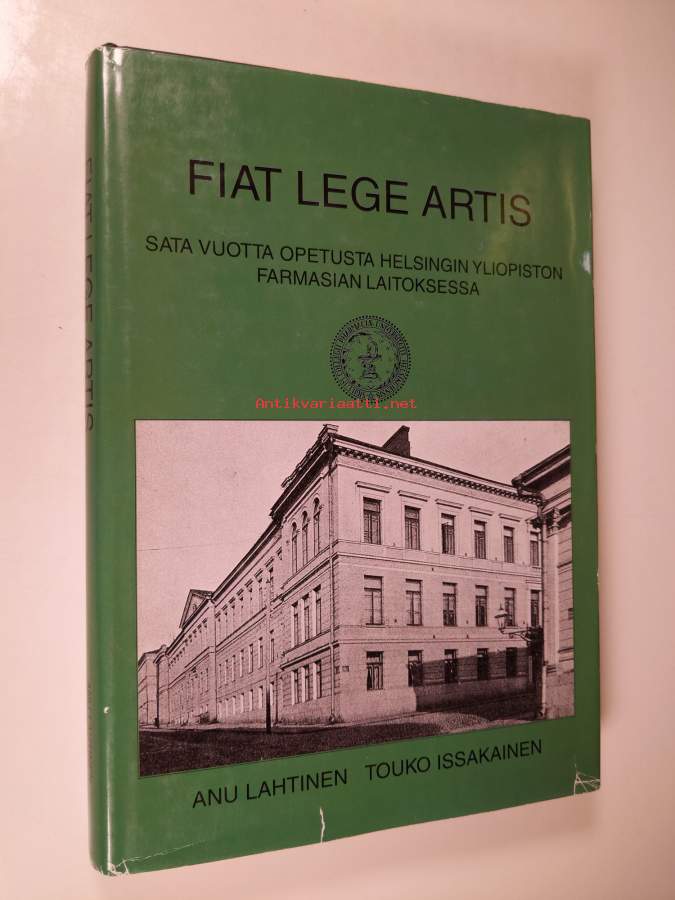 FIAT LEGE ARTIS
SATA VUOTTA OPETUSTA HELSINGIN YLIOPISTON
FARMASIAN LAITOKSESSA
Antikvariaatti.net
ANU LAHTINEN TOUKO ISSAKAINEN
FIAT LEGE ARTIS